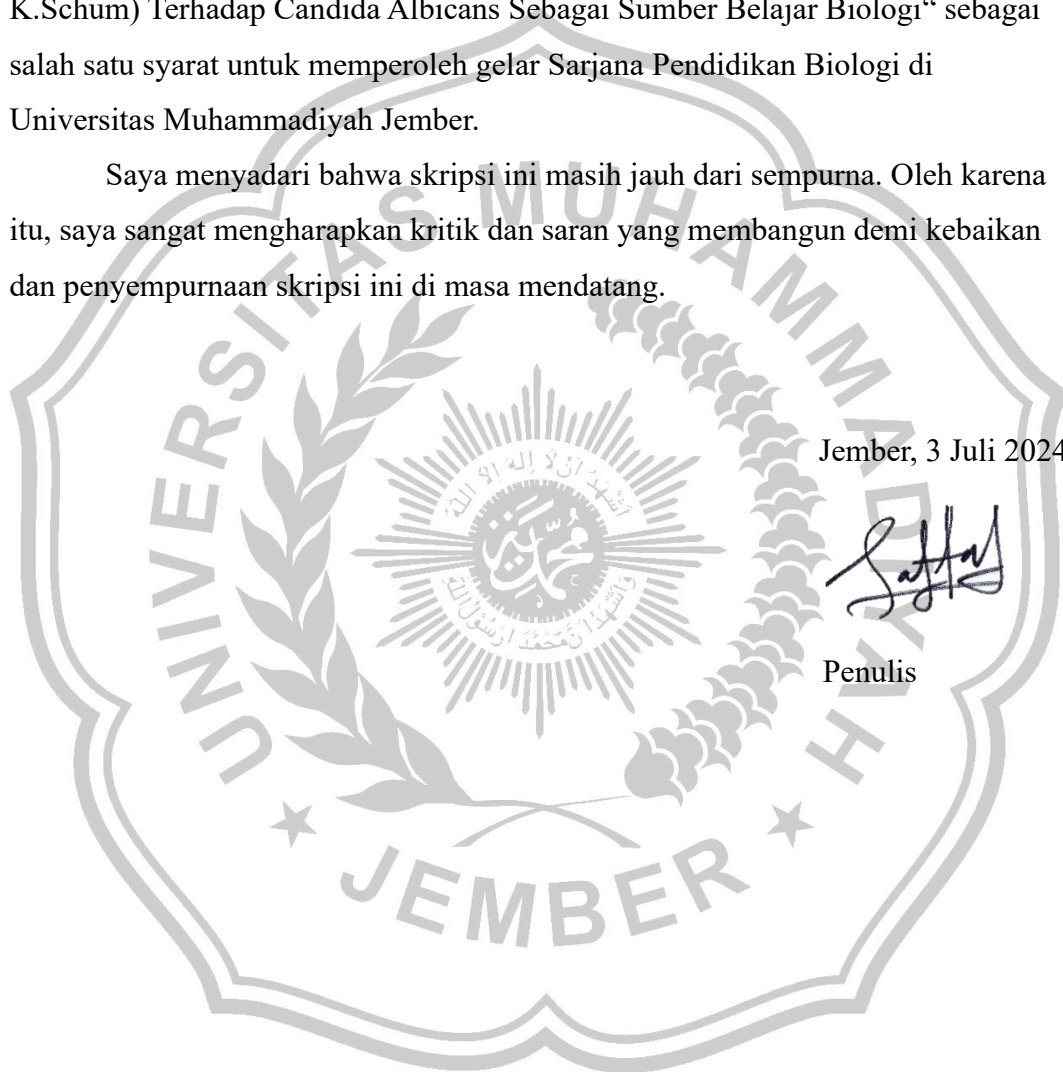 K.Schum) Terhadap Candida Albicans Sebagai Sumber Belajar Biologi“ sebagai
salah satu syarat untuk memperoleh gelar Sarjana Pendidikan Biologi di
Universitas Muhammadiyah Jember.
Saya menyadari bahwa skripsi ini masih jauh dari sempurna. Oleh karena
itu, saya sangat mengharapkan kritik dan saran yang membangun demi kebaikan
dan penyempurnaan skripsi ini di masa mendatang.
UNIVERSITAS MUHAMMADIYAH
Jember, 3 Juli 2024
Penulis
JEMBER